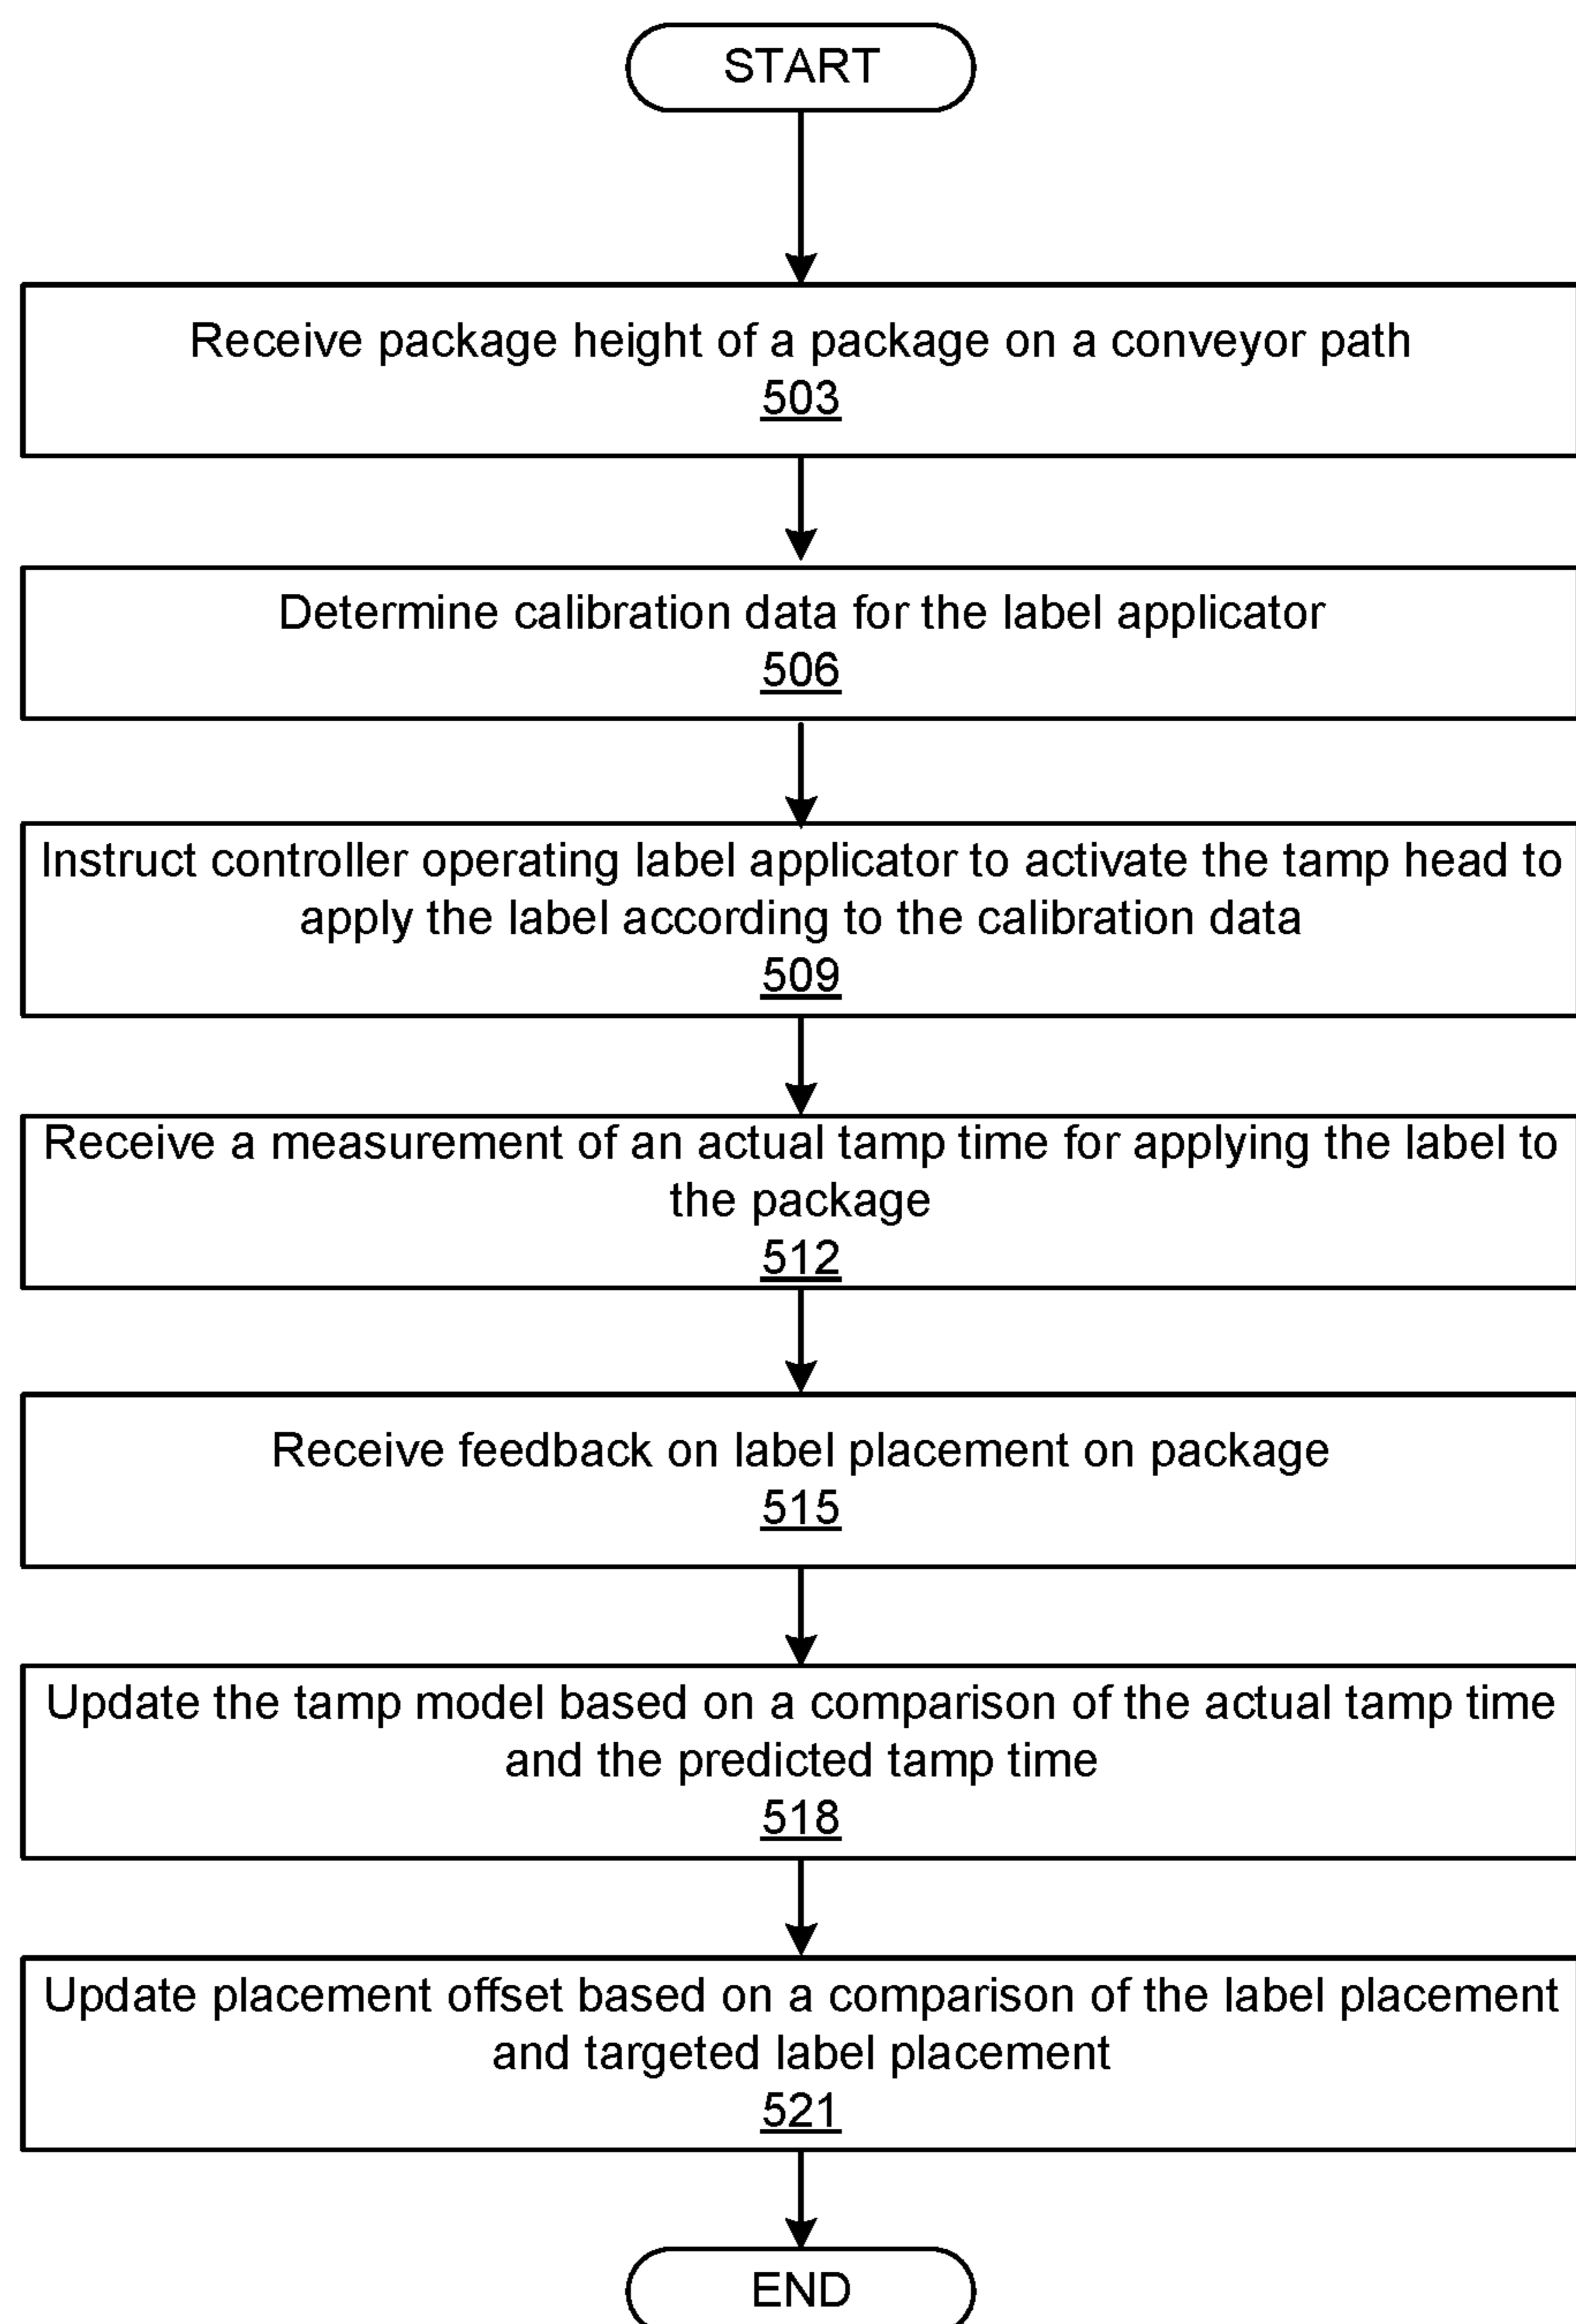 START
Receive package height of a package on a conveyor path
503
Determine calibration data for the label applicator
506
Instruct controller operating label applicator to activate the tamp head to
apply the label according to the calibration data
509
Receive a measurement of an actual tamp time for applying the label to
the package
512
Receive feedback on label placement on package
515
Update the tamp model based on a comparison of the actual tamp time
and the predicted tamp time
518
Update placement offset based on a comparison of the label placement
and targeted label placement
521
END